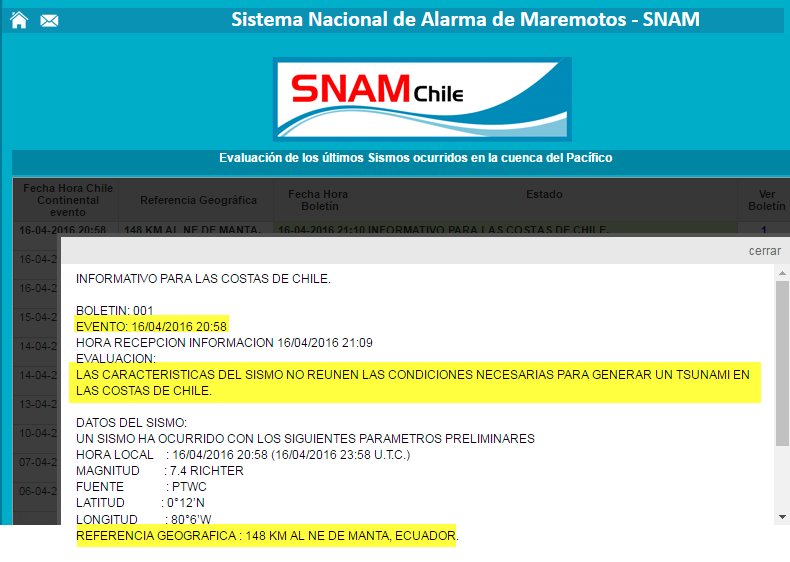 Sistema Nacional de Alarma de Maremotos - SNAM
SNAM Chile
Evaluación de los últimos Sismos ocurridos en la cuenca del Pacífico
Fecha Hora Chile Continental evento
Referencia Geográfica
Fecha Hora Boletín
Estado
Ver Boletín
16-04-2016 20:58 148 KM AL NE DE MANTA, 16-04-2016 21:10 INFORMATIVO PARA LAS COSTAS DE CHILE. 1
cerrar
16-04-2
16-04-2
15-04-2
14-04-2
14-04-2
13-04-2
10-04-2
07-04-2
06-04-2
INFORMATIVO PARA LAS COSTAS DE CHILE.
BOLETIN: 001
EVENTO: 16/04/2016 20:58
HORA RECEPCION INFORMACION 16/04/2016 21:09
EVALUACION:
LAS CARACTERISTICAS DEL SISMO NO REUNEN LAS CONDICIONES NECESARIAS PARA GENERAR UN TSUNAMI EN
LAS COSTAS DE CHILE.
DATOS DEL SISMO:
UN SISMO HA OCURRIDO CON LOS SIGUIENTES PARAMETROS PRELIMINARES
HORA LOCAL : 16/04/2016 20:58 (16/04/2016 23:58 U.T.C.)
MAGNITUD : 7.4 RICHTER
FUENTE : PTWC
LATITUD : 0°12'N
LONGITUD : 80°6'W
REFERENCIA GEOGRAFICA : 148 KM AL NE DE MANTA, ECUADOR.